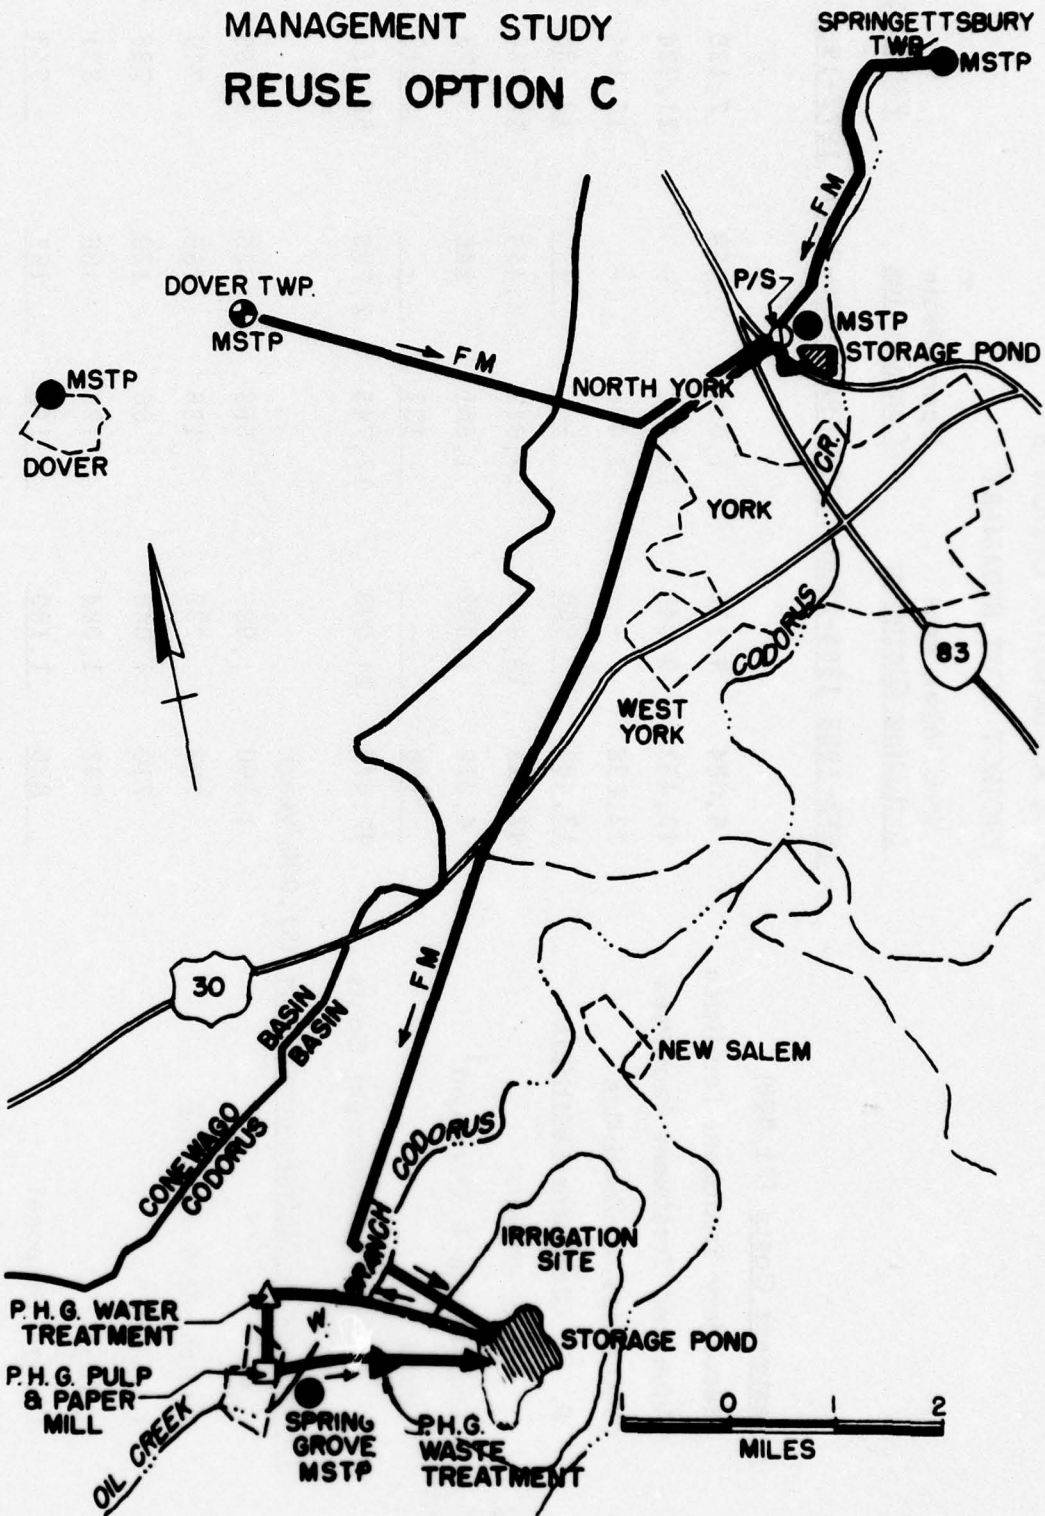 MANAGEMENT STUDY
REUSE OPTION C
SPRINGETTSBURY
TWP.
MSTP
FM
P/S
MSTP
STORAGE POND
DOVER TWP.
MSTP
FM
NORTH YORK
MSTP
DOVER
CR.
YORK
CODORUS
83
WEST
YORK
30
FM
BASIN
BASIN
NEW SALEM
CONEWAGO
CODORUS
CODORUS
BRANCH
W.
IRRIGATION
SITE
P.H.G. WATER
TREATMENT
STORAGE POND
P.H.G. PULP
& PAPER
MILL
OIL CREEK
SPRING
GROVE
MSTP
P.H.G.
WASTE
TREATMENT
1 0 1 2
MILES